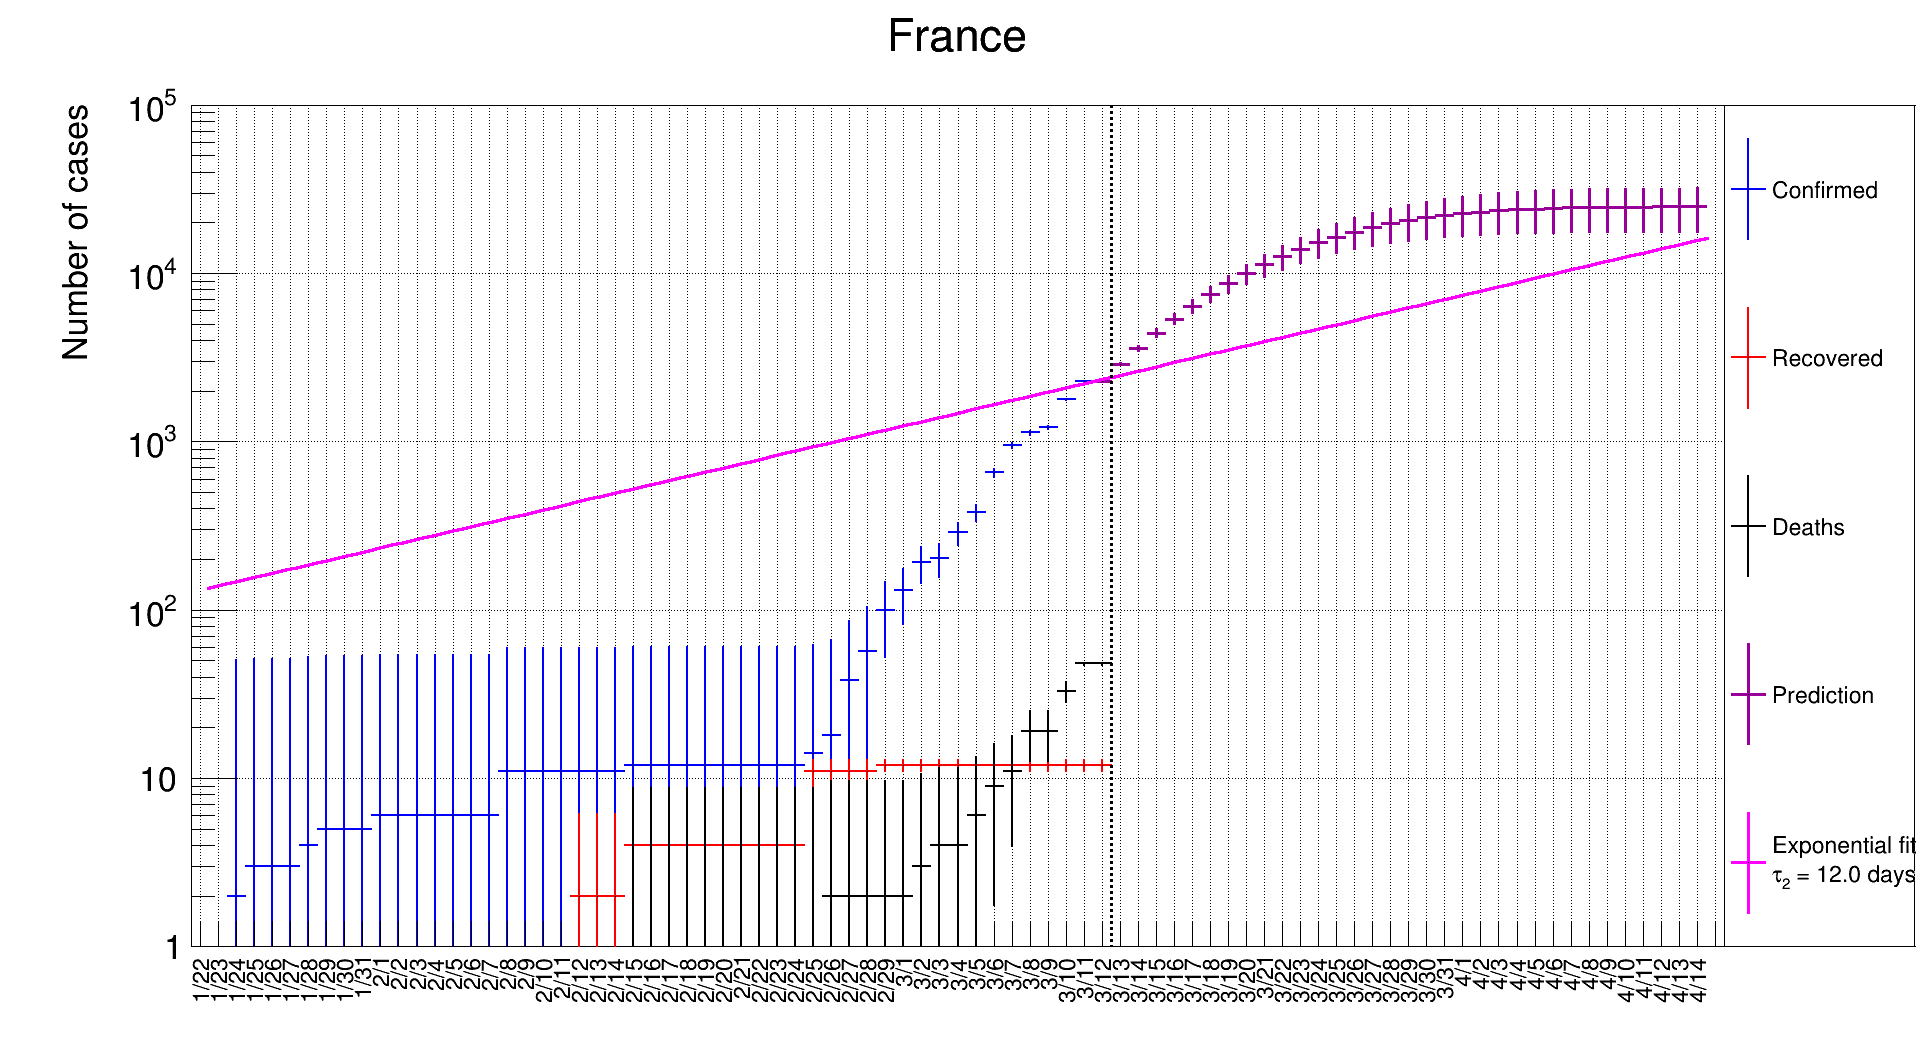 France
Number of cases
10^5
10^4
10^3
10^2
10
1
1/22 1/23 1/24 1/25 1/26 1/27 1/28 1/29 1/30 1/31 2/1 2/2 2/3 2/4 2/5 2/6 2/7 2/8 2/9 2/10 2/11 2/12 2/13 2/14 2/15 2/16 2/17 2/18 2/19 2/20 2/21 2/22 2/23 2/24 2/25 2/26 2/27 2/28 2/29 3/1 3/2 3/3 3/4 3/5 3/6 3/7 3/8 3/9 3/10 3/11 3/12 3/13 3/14 3/15 3/16 3/17 3/18 3/19 3/20 3/21 3/22 3/23 3/24 3/25 3/26 3/27 3/28 3/29 3/30 3/31 4/1 4/2 4/3 4/4 4/5 4/6 4/7 4/8 4/9 4/10 4/11 4/12 4/13 4/14
Confirmed
Recovered
Deaths
Prediction
Exponential fit
τ₂ = 12.0 days